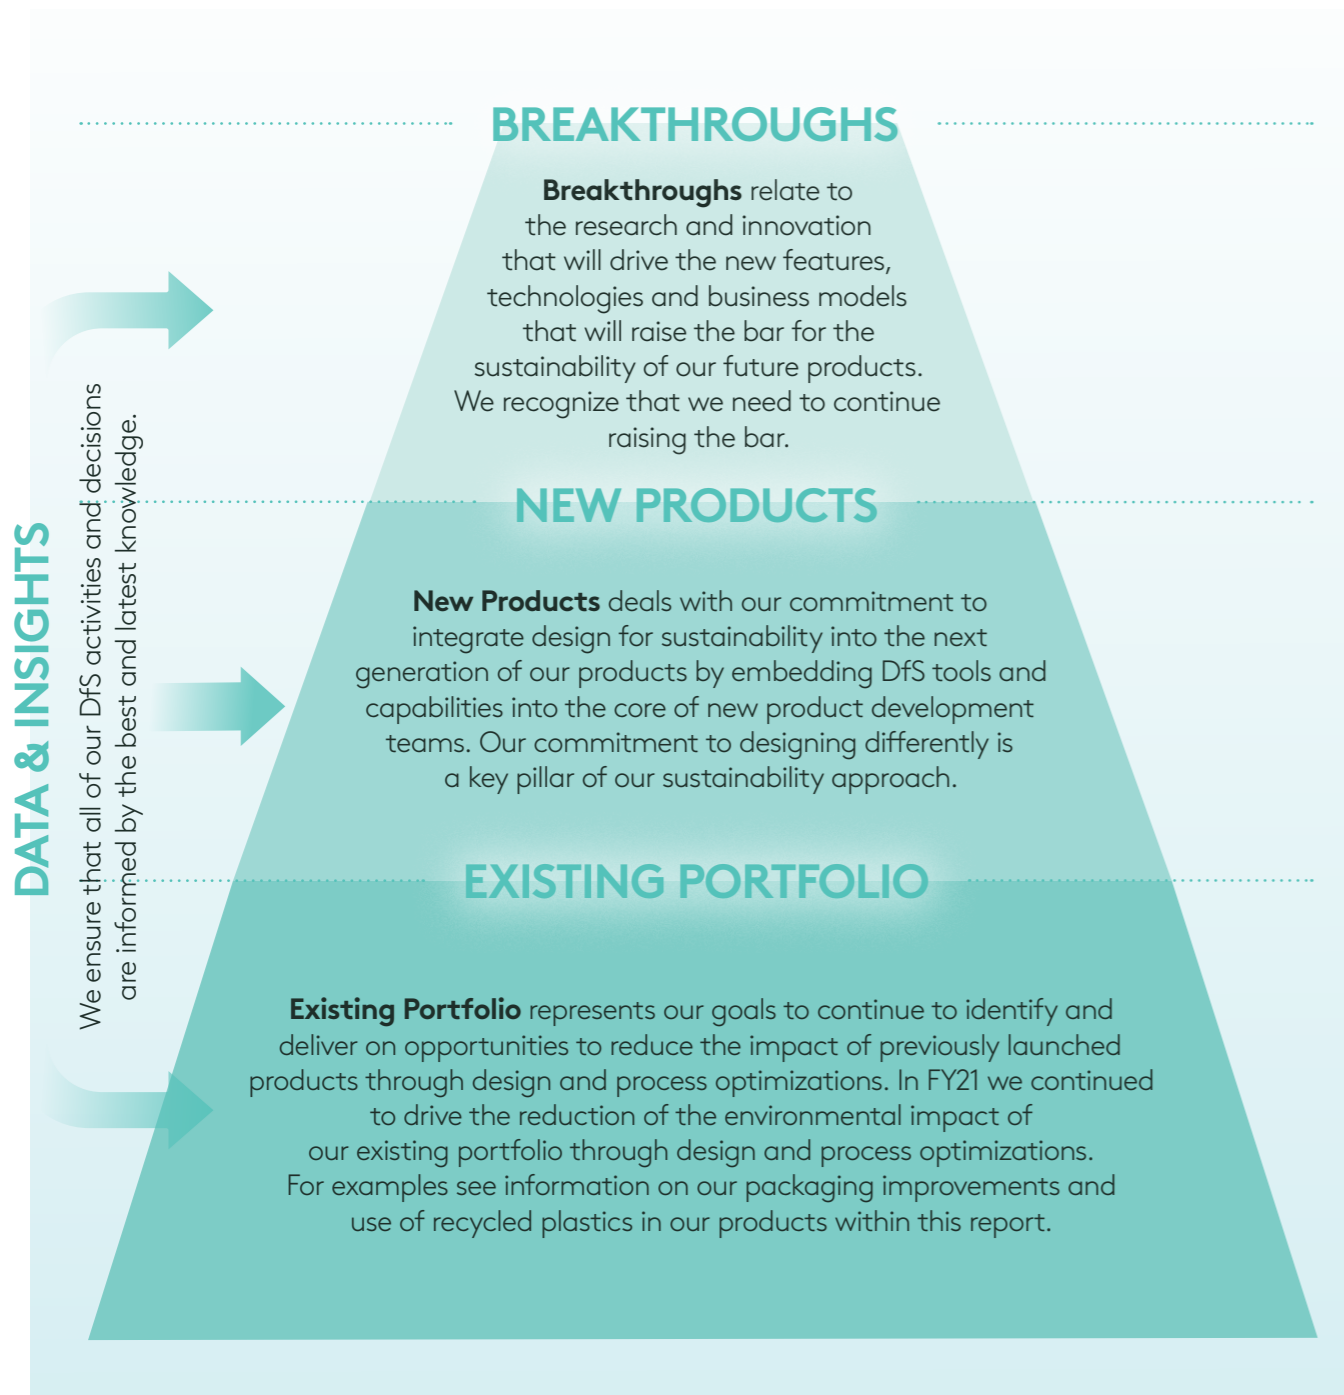 BREAKTHROUGHS
Breakthroughs relate to
the research and innovation
that will drive the new features,
technologies and business models
that will raise the bar for the
sustainability of our future products.
We recognize that we need to continue
raising the bar.
NEW PRODUCTS
New Products deals with our commitment to
integrate design for sustainability into the next
generation of our products by embedding DfS tools and
capabilities into the core of new product development
teams. Our commitment to designing differently is
a key pillar of our sustainability approach.
EXISTING PORTFOLIO
Existing Portfolio represents our goals to continue to identify and
deliver on opportunities to reduce the impact of previously launched
products through design and process optimizations. In FY21 we continued
to drive the reduction of the environmental impact of
our existing portfolio through design and process optimizations.
For examples see information on our packaging improvements and
use of recycled plastics in our products within this report.
DATA & INSIGHTS
We ensure that all of our DfS activities and decisions
are informed by the best and latest knowledge.